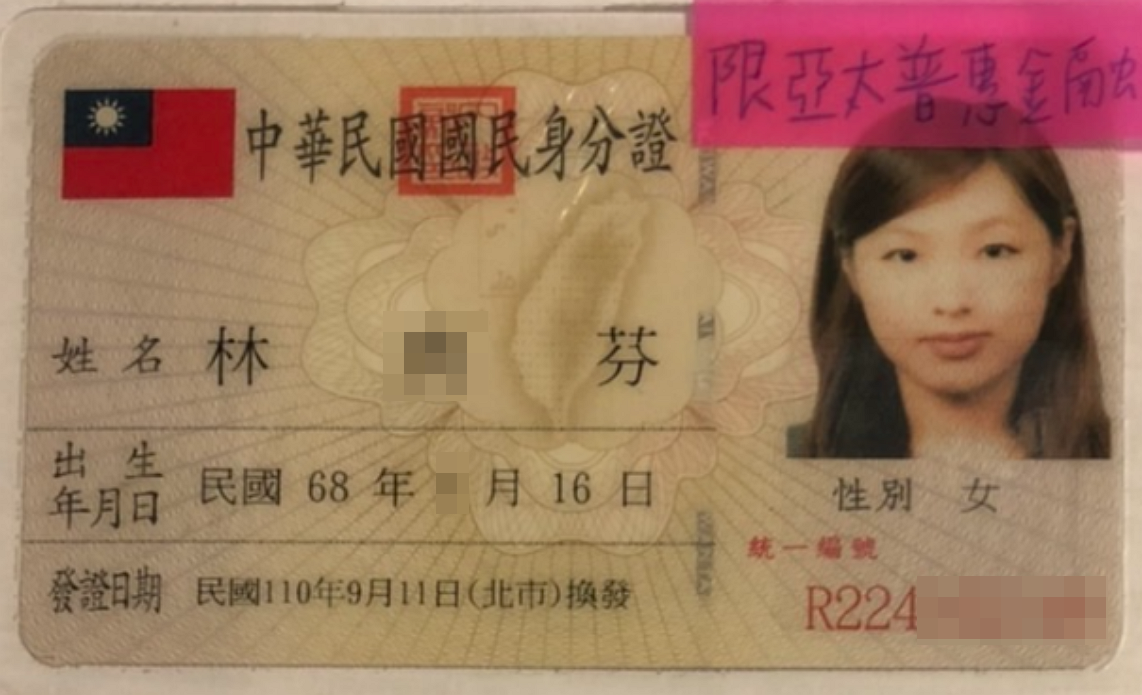 限亞太普惠金融
中華民國國民身分證
姓名 林 芬
出生年月日 民國 68 年 月 16 日
性別 女
統一編號
R224
發證日期 民國110年9月11日(北市)換發